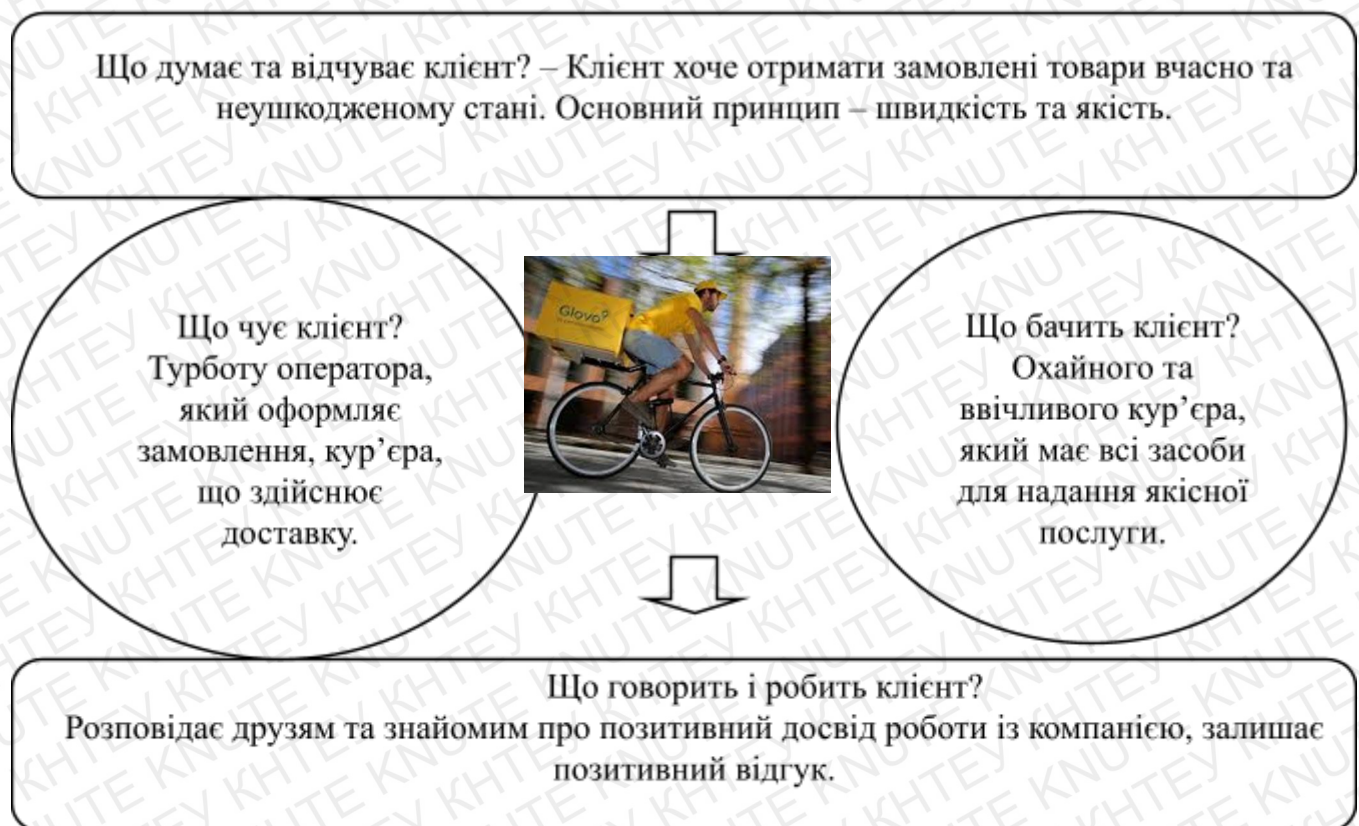 Що думає та відчуває клієнт? – Клієнт хоче отримати замовлені товари вчасно та
неушкодженому стані. Основний принцип – швидкість та якість.
Що чує клієнт?
Турботу оператора,
який оформляє
замовлення, кур’єра,
що здійснює
доставку.
Glovo
Що бачить клієнт?
Охайного та
ввічливого кур’єра,
який має всі засоби
для надання якісної
послуги.
Що говорить і робить клієнт?
Розповідає друзям та знайомим про позитивний досвід роботи із компанією, залишає
позитивний відгук.
КНТЕУ KNUTE